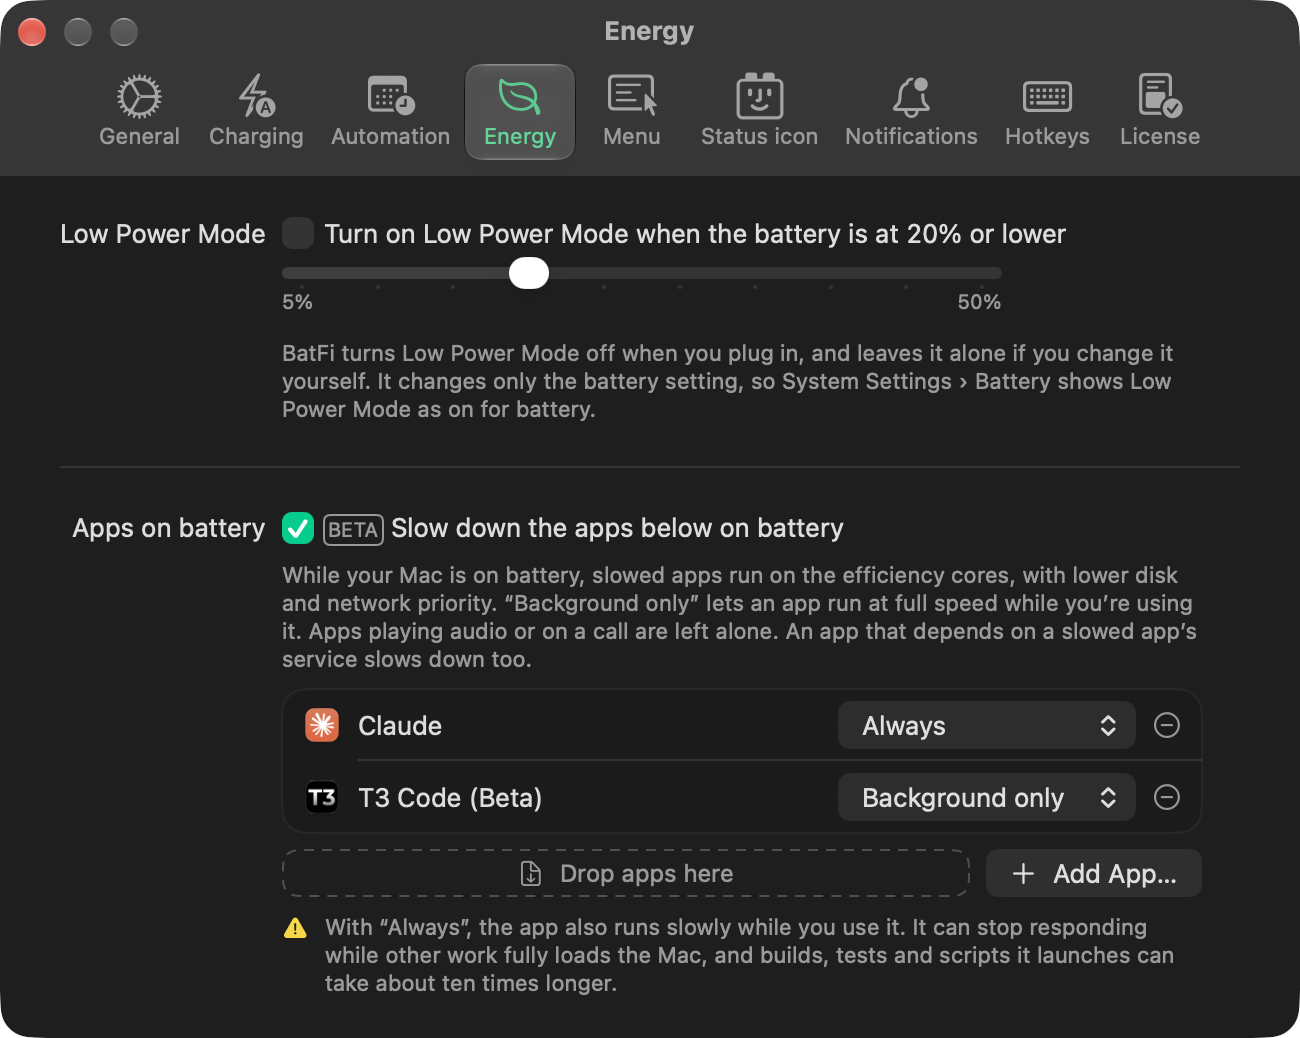 Energy
General
Charging
Automation
Energy
Menu
Status icon
Notifications
Hotkeys
License
Low Power Mode
Turn on Low Power Mode when the battery is at 20% or lower
5%
50%
BatFi turns Low Power Mode off when you plug in, and leaves it alone if you change it
yourself. It changes only the battery setting, so System Settings › Battery shows Low
Power Mode as on for battery.
Apps on battery
BETA Slow down the apps below on battery
While your Mac is on battery, slowed apps run on the efficiency cores, with lower disk
and network priority. “Background only” lets an app run at full speed while you’re using
it. Apps playing audio or on a call are left alone. An app that depends on a slowed app’s
service slows down too.
Claude
Always
T3
T3 Code (Beta)
Background only
Drop apps here
+ Add App...
With “Always”, the app also runs slowly while you use it. It can stop responding
while other work fully loads the Mac, and builds, tests and scripts it launches can
take about ten times longer.